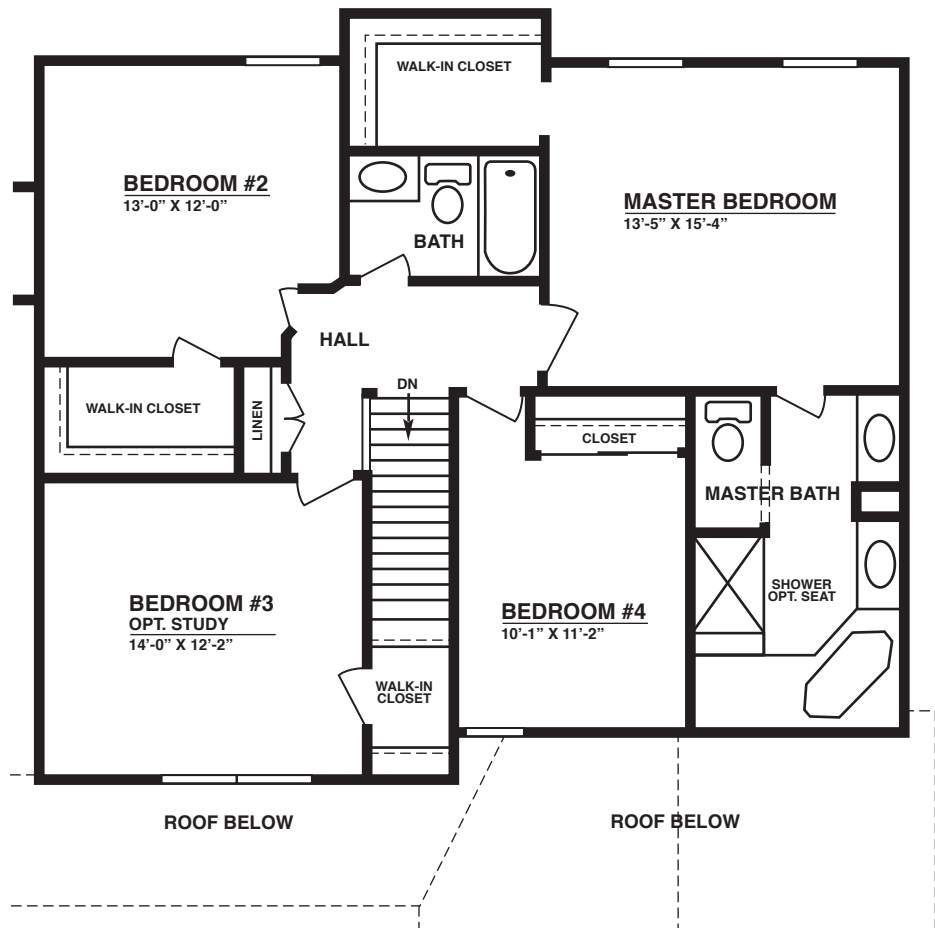 WALK-IN CLOSET
BEDROOM #2
13'-0" X 12'-0"
MASTER BEDROOM
13'-5" X 15'-4"
BATH
HALL
DN
WALK-IN CLOSET
LINEN
CLOSET
MASTER BATH
SHOWER
OPT. SEAT
BEDROOM #3
OPT. STUDY
14'-0" X 12'-2"
BEDROOM #4
10'-1" X 11'-2"
WALK-IN
CLOSET
ROOF BELOW
ROOF BELOW